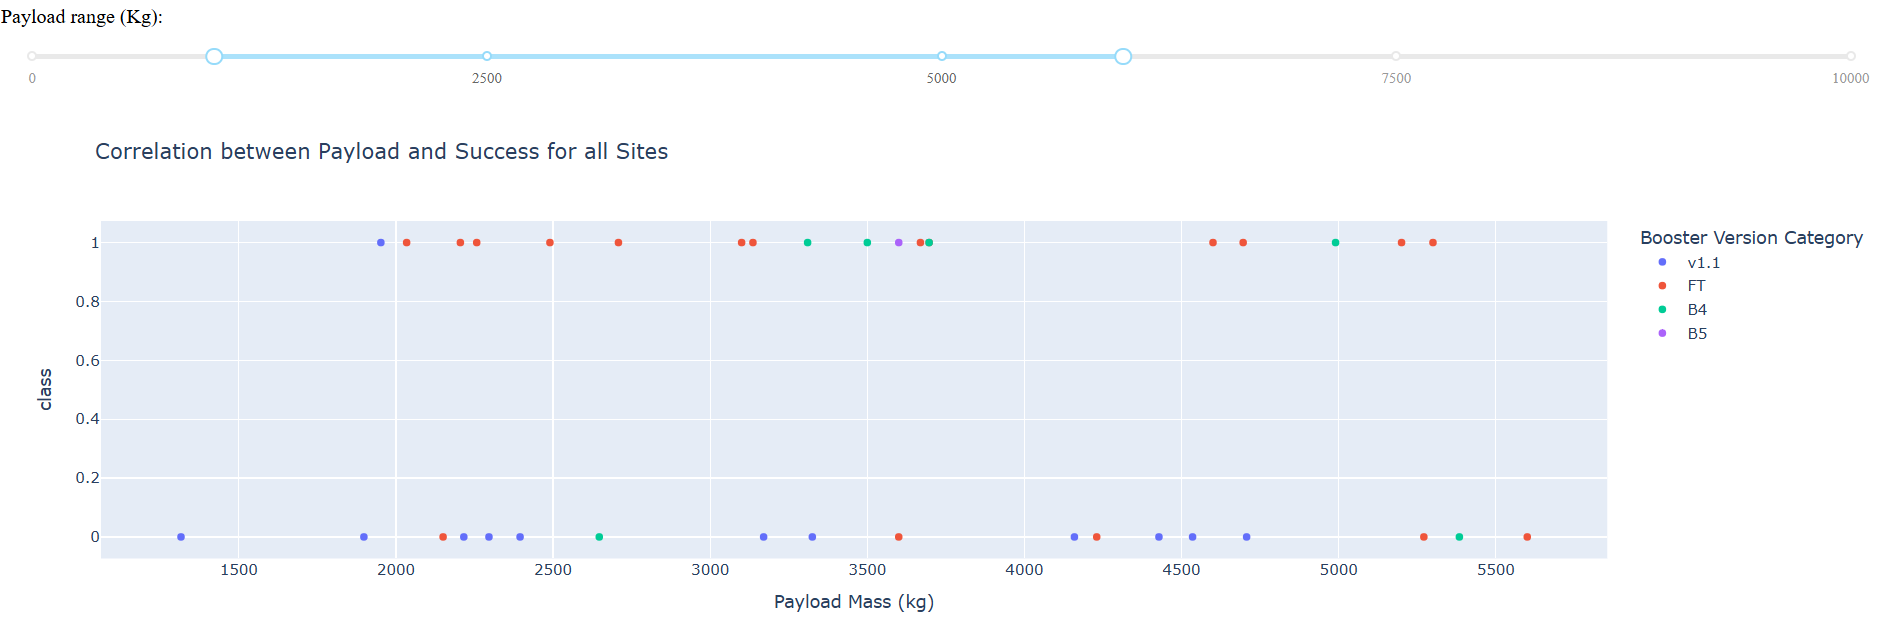 Payload range (Kg):
0 2500 5000 7500 10000
Correlation between Payload and Success for all Sites
Booster Version Category
v1.1
FT
B4
B5
class
1
0.8
0.6
0.4
0.2
0
1500 2000 2500 3000 3500 4000 4500 5000 5500
Payload Mass (kg)